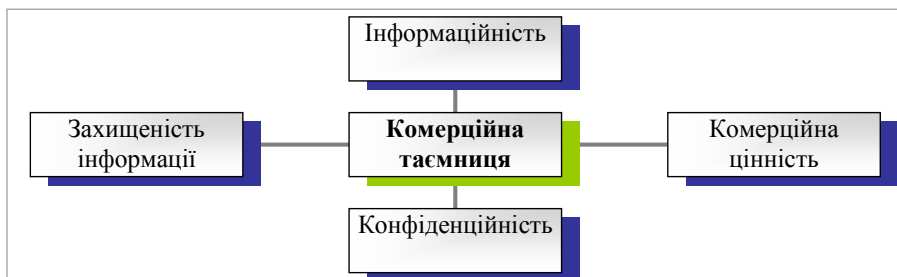 Інформаційність
Захищеність
інформації
Комерційна
таємниця
Комерційна
цінність
Конфіденційність